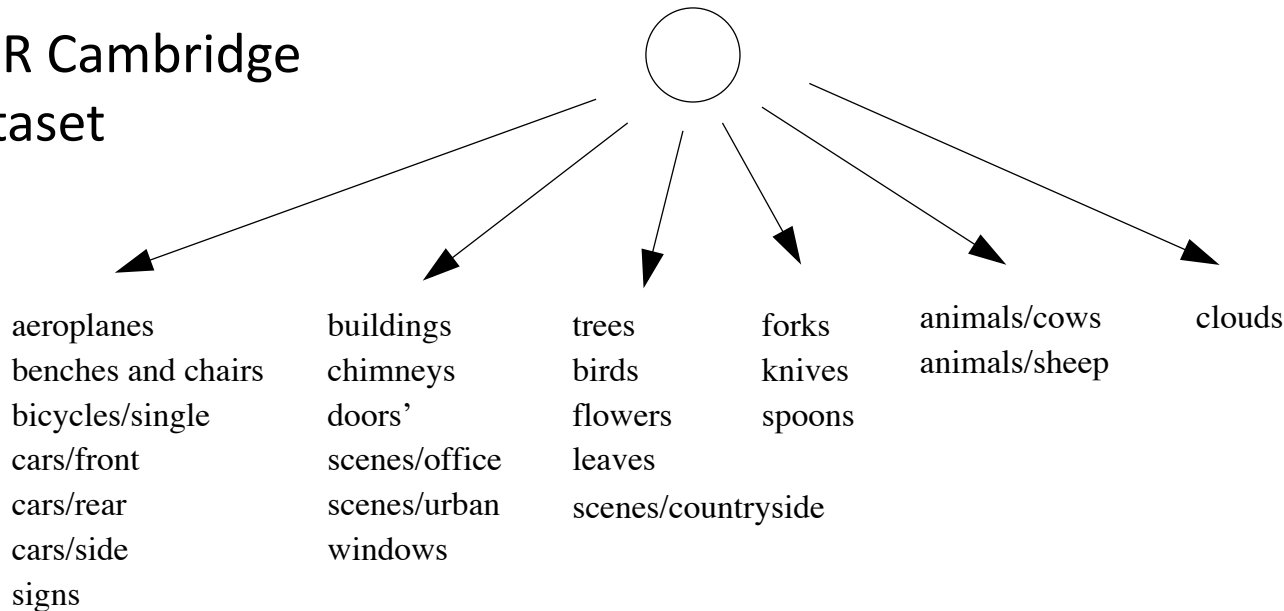 R Cambridge
taset
aeroplanes
benches and chairs
bicycles/single
cars/front
cars/rear
cars/side
signs
buildings
chimneys
doors’
scenes/office
scenes/urban
windows
trees
birds
flowers
leaves
scenes/countryside
forks
knives
spoons
animals/cows
animals/sheep
clouds